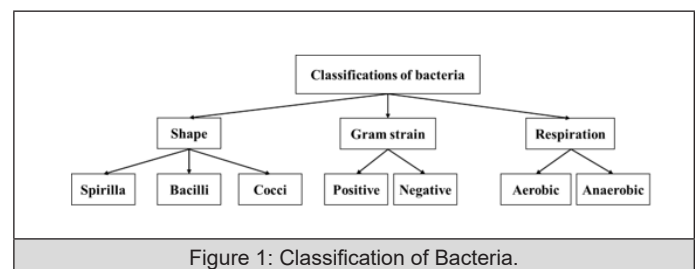 Classifications of bacteria
Shape Gram strain Respiration
Spirilla Bacilli Cocci Positive Negative Aerobic Anaerobic
Figure 1: Classification of Bacteria.